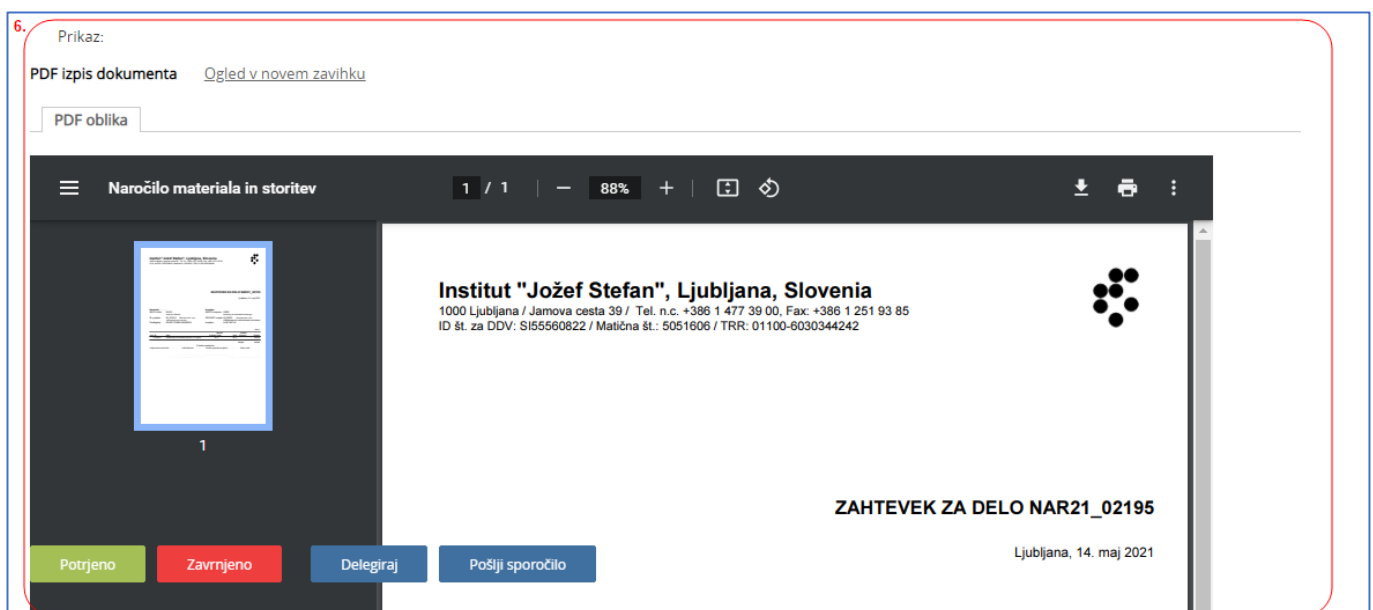 6.
Prikaz:
PDF izpis dokumenta Ogled v novem zavihku
PDF oblika
Naročilo materiala in storitev 1 / 1 88%
Institut "Jožef Stefan", Ljubljana, Slovenia
1000 Ljubljana / Jamova cesta 39 / Tel. n.c. +386 1 477 39 00, Fax: +386 1 251 93 85
ID št. za DDV: SI55560822 / Matična št.: 5051606 / TRR: 01100-6030344242
1
ZAHTEVEK ZA DELO NAR21_02195
Ljubljana, 14. maj 2021
Potrjeno Zavrnjeno Delegiraj Pošlji sporočilo